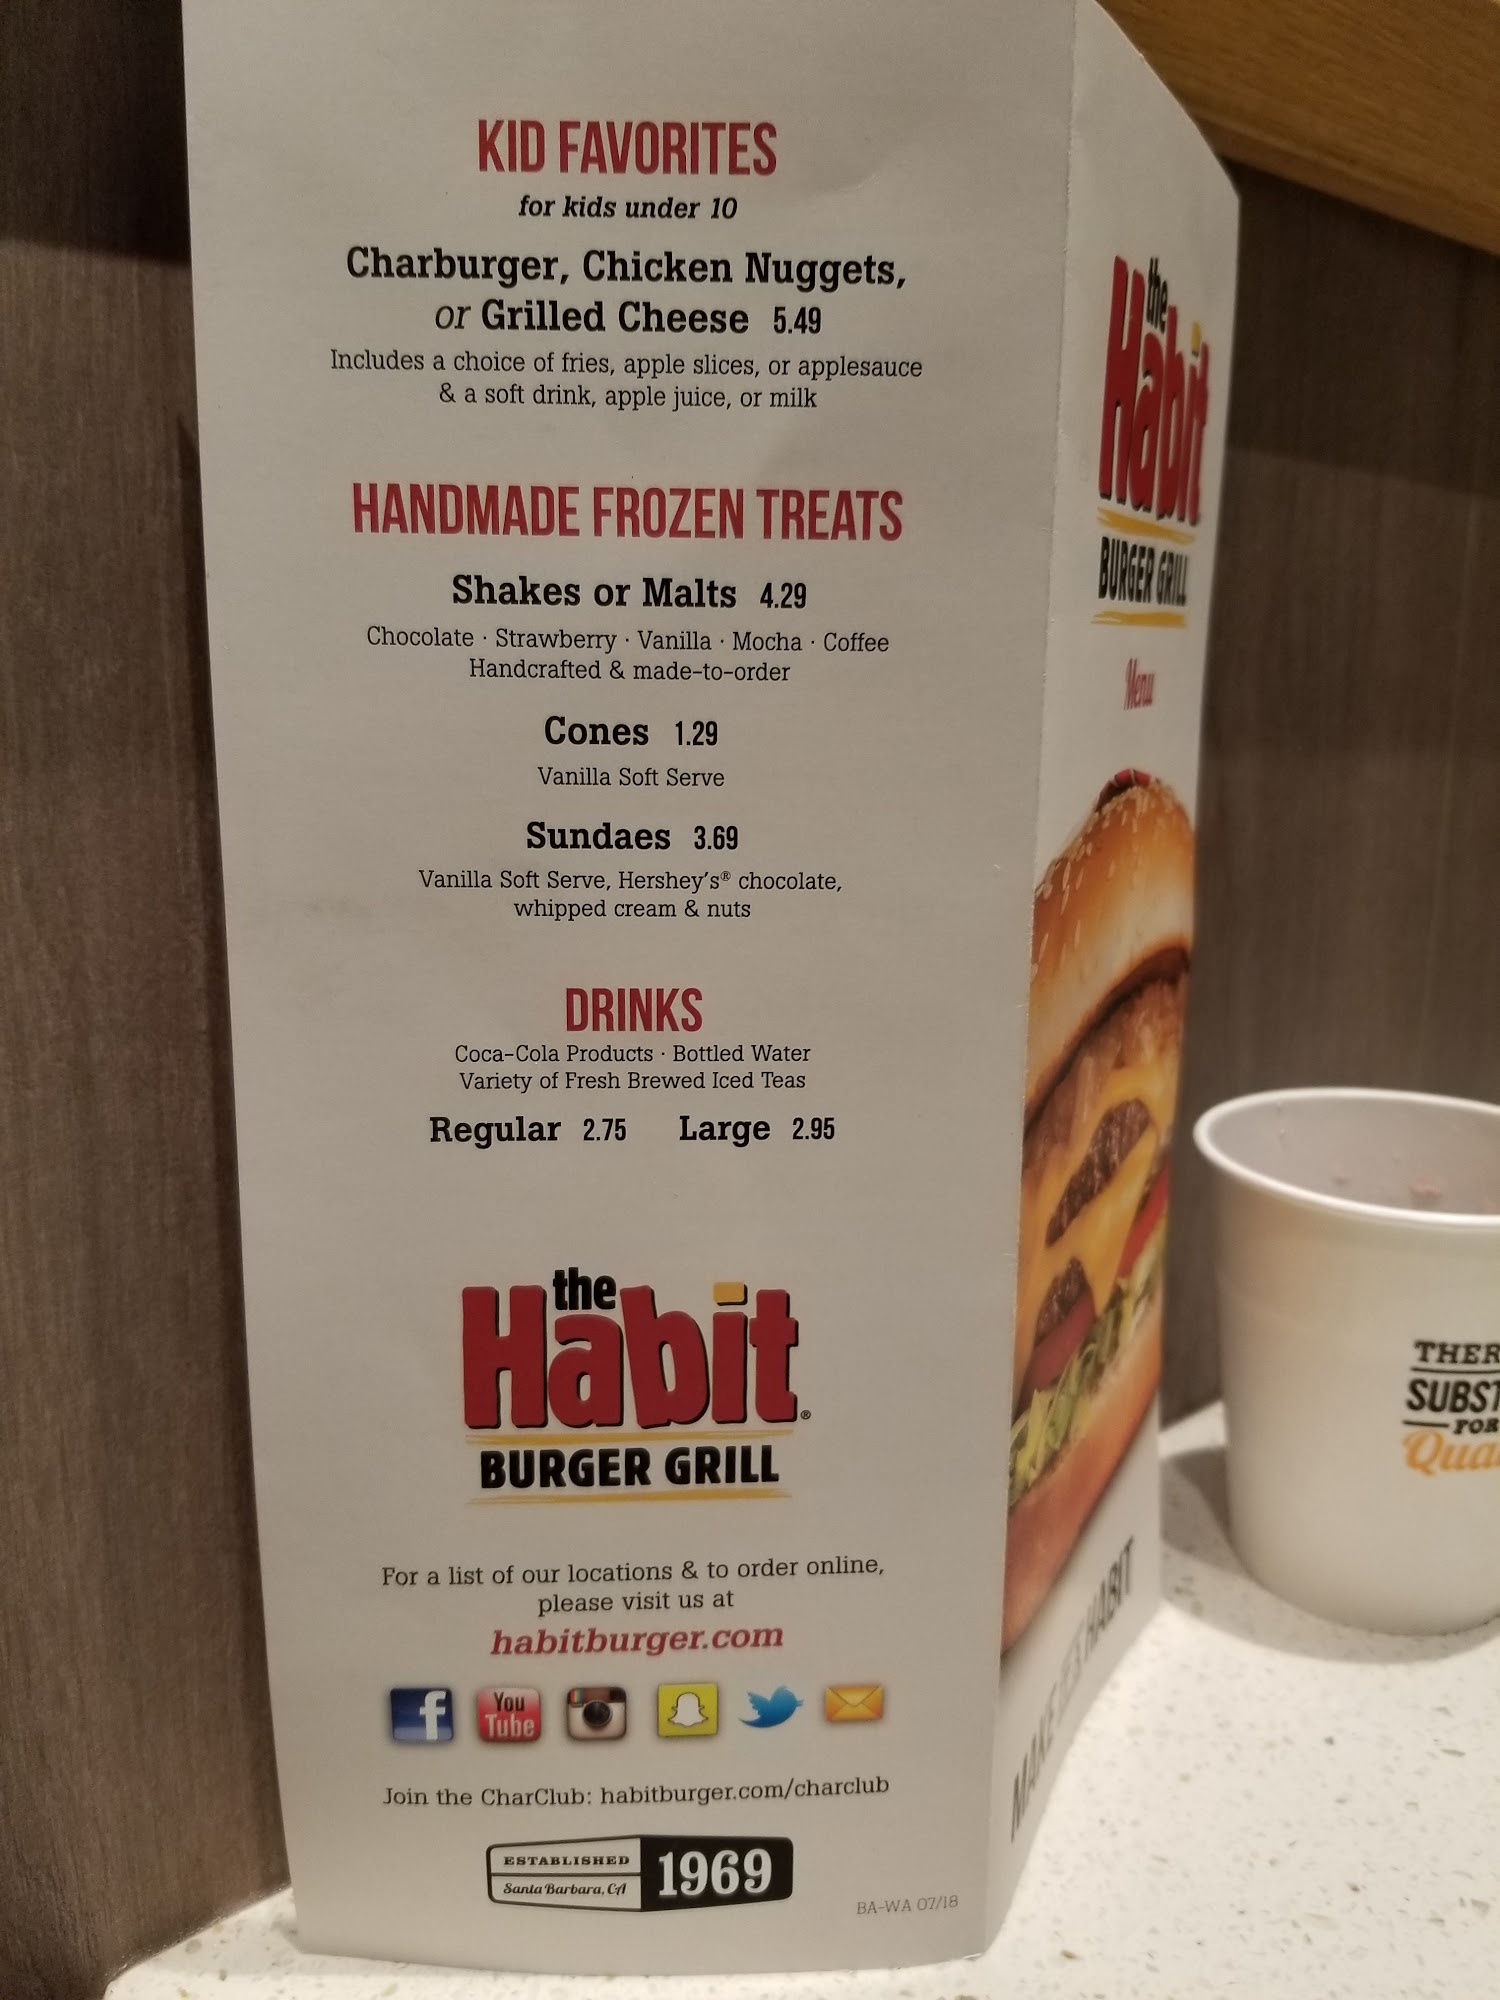 KID FAVORITES
for kids under 10
Charburger, Chicken Nuggets,
or Grilled Cheese 5.49
Includes a choice of fries, apple slices, or applesauce
& a soft drink, apple juice, or milk
HANDMADE FROZEN TREATS
Shakes or Malts 4.29
Chocolate · Strawberry · Vanilla · Mocha · Coffee
Handcrafted & made-to-order
Cones 1.29
Vanilla Soft Serve
Sundaes 3.69
Vanilla Soft Serve, Hershey's® chocolate,
whipped cream & nuts
DRINKS
Coca-Cola Products · Bottled Water
Variety of Fresh Brewed Iced Teas
Regular 2.75 Large 2.95
the
Habit®
BURGER GRILL
For a list of our locations & to order online,
please visit us at
habitburger.com
f
You
Tube
Join the CharClub: habitburger.com/charclub
ESTABLISHED
Santa Barbara, CA
1969
BA-WA 07/18
the
Habit
BURGER GRILL
Menu
MAKE HABIT
THER
SUBST
FOR
Qua